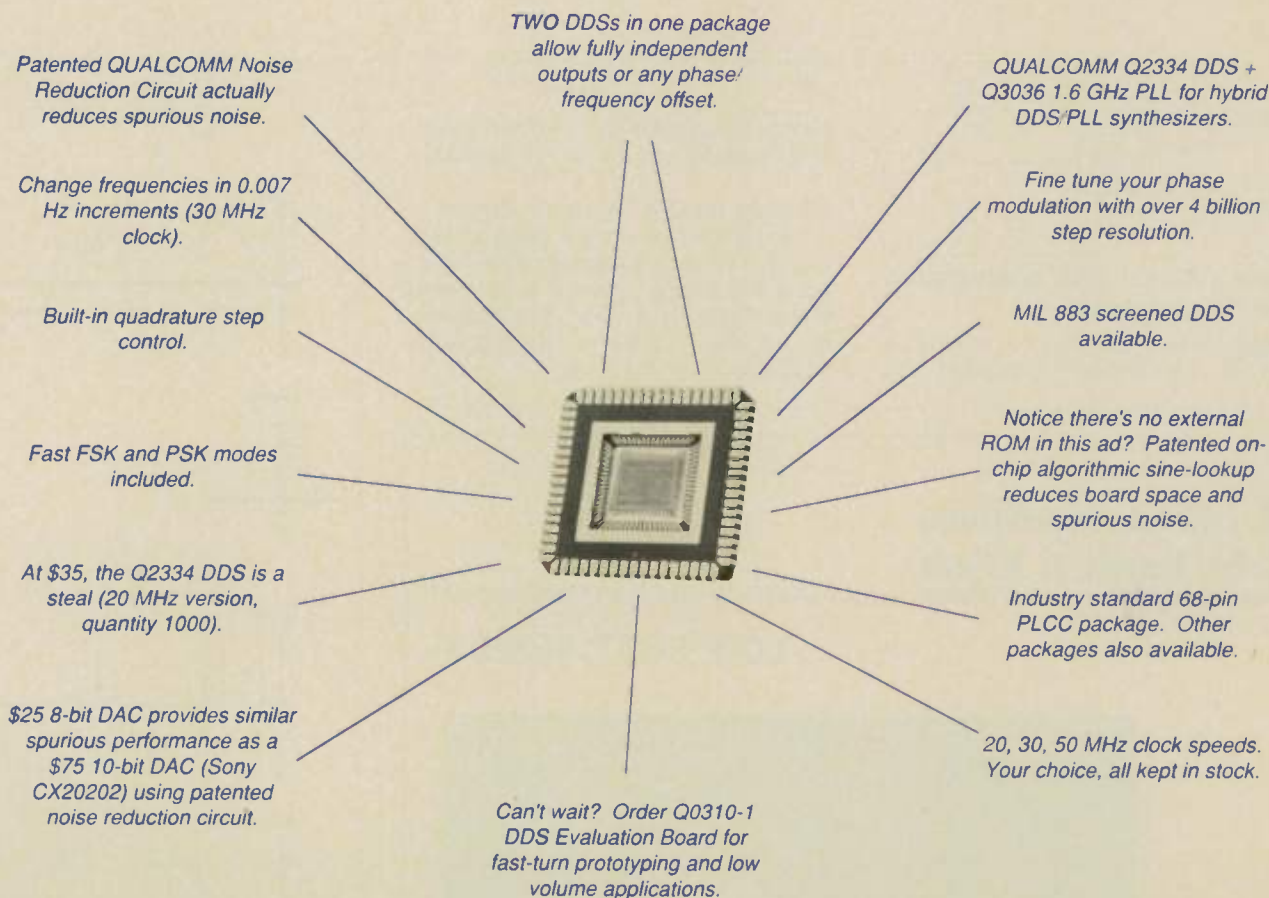 TWO DDSs in one package
allow fully independent
outputs or any phase/
frequency offset.
Patented QUALCOMM Noise
Reduction Circuit actually
reduces spurious noise.
QUALCOMM Q2334 DDS +
Q3036 1.6 GHz PLL for hybrid
DDS/PLL synthesizers.
Change frequencies in 0.007
Hz increments (30 MHz
clock).
Fine tune your phase
modulation with over 4 billion
step resolution.
Built-in quadrature step
control.
MIL 883 screened DDS
available.
Fast FSK and PSK modes
included.
Notice there's no external
ROM in this ad? Patented on-
chip algorithmic sine-lookup
reduces board space and
spurious noise.
At $35, the Q2334 DDS is a
steal (20 MHz version,
quantity 1000).
Industry standard 68-pin
PLCC package. Other
packages also available.
$25 8-bit DAC provides similar
spurious performance as a
$75 10-bit DAC (Sony
CX20202) using patented
noise reduction circuit.
20, 30, 50 MHz clock speeds.
Your choice, all kept in stock.
Can't wait? Order Q0310-1
DDS Evaluation Board for
fast-turn prototyping and low
volume applications.